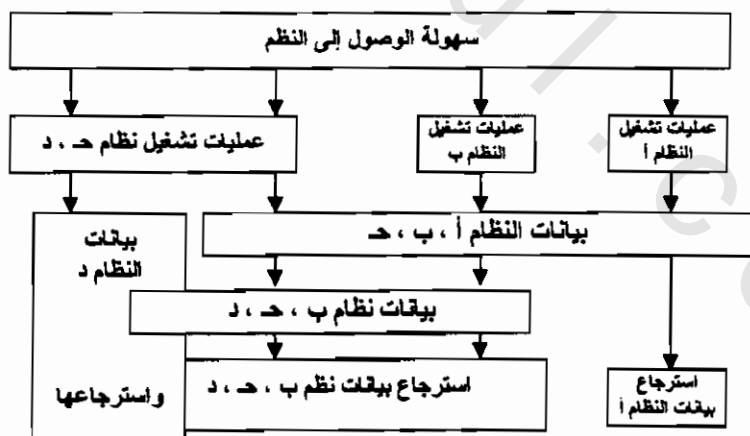 سهولة الوصول إلى النظم
عمليات تشغيل
النظام أ
عمليات تشغيل
النظام ب
عمليات تشغيل نظام حـ ، د
بيانات النظام أ ، ب ، حـ
بيانات
النظام د
بيانات نظام ب ، حـ ، د
استرجاع
بيانات النظام أ
استرجاع بيانات نظم ب ، حـ ، د
واسترجاعها